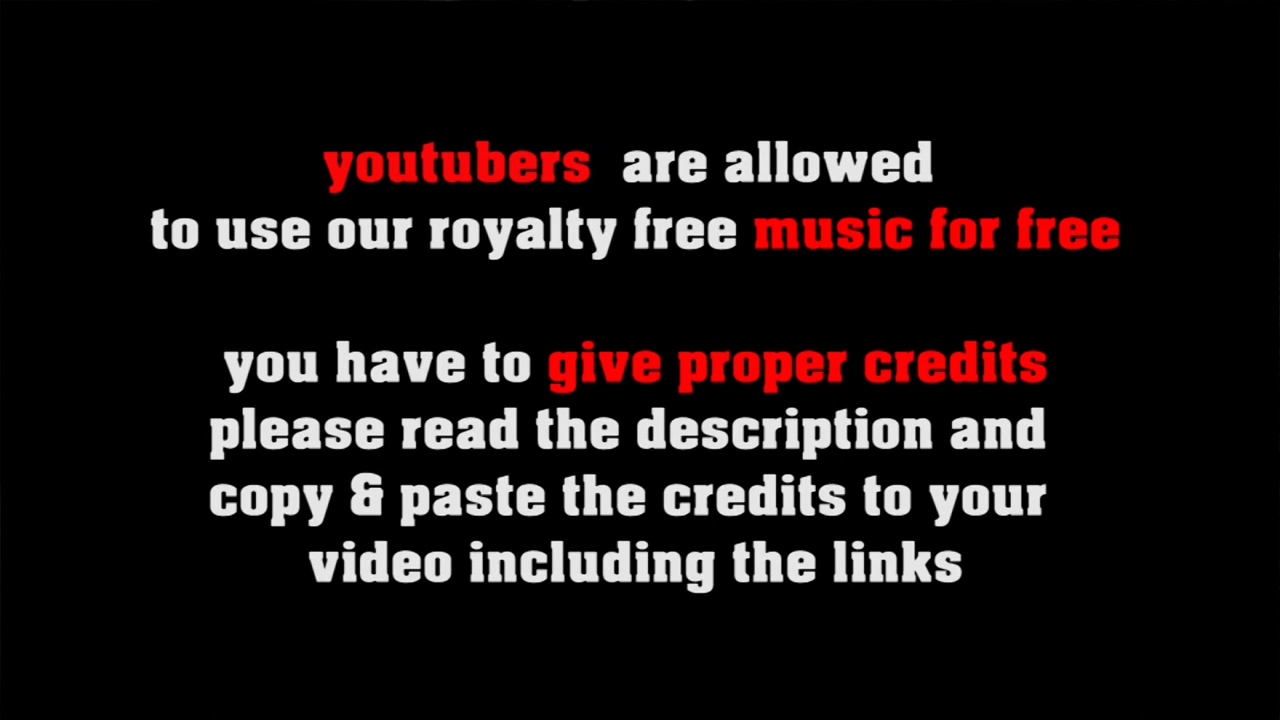 youtubers are allowed
to use our royalty free music for free
you have to give proper credits
please read the description and
copy & paste the credits to your
video including the links